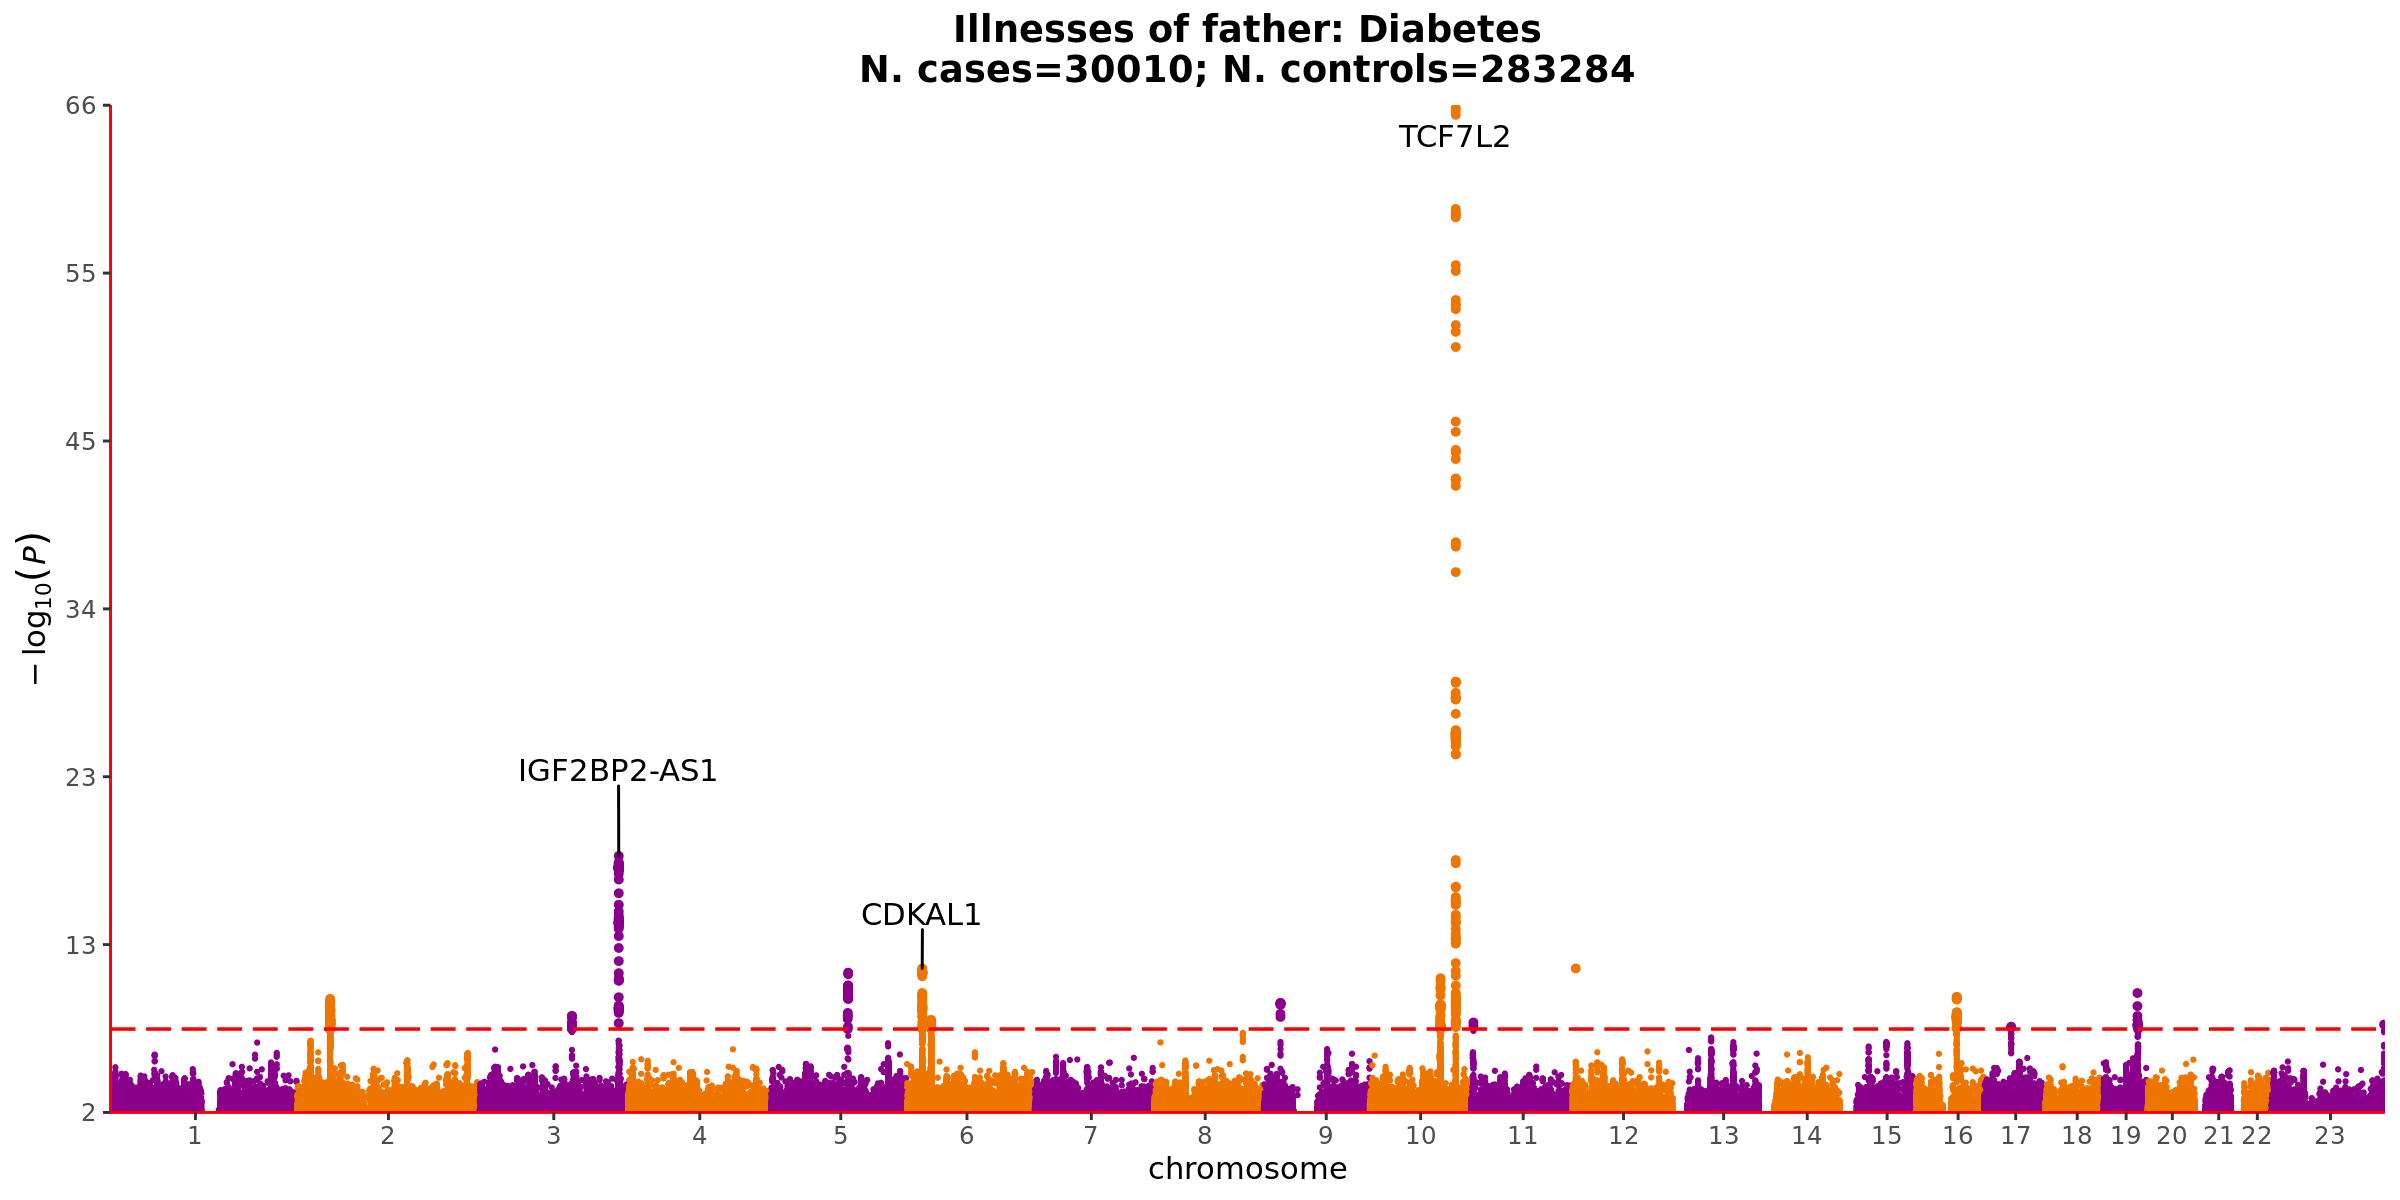 Illnesses of father: Diabetes
N. cases=30010; N. controls=283284
66
TCF7L2
55
45
34
23
IGF2BP2-AS1
CDKAL1
13
2
− log10(P)
1 2 3 4 5 6 7 8 9 10 11 12 13 14 15 16 17 18 19 20 21 22 23
chromosome